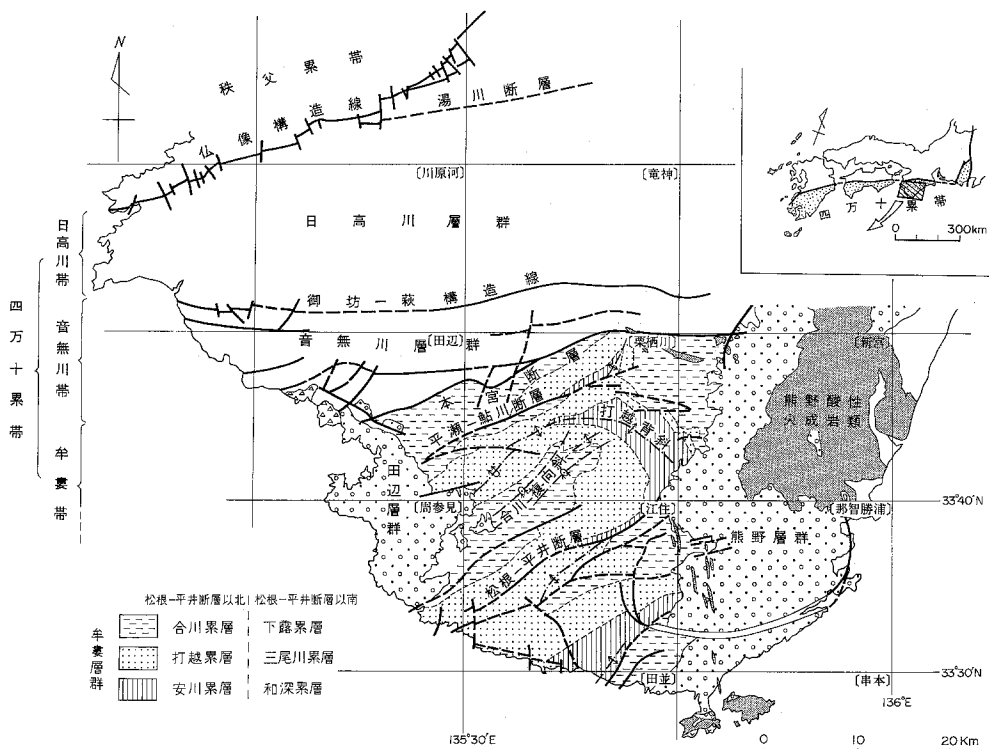 N
秩父累帯
仏像構造線
湯川断層
〔川原河〕
〔竜神〕
日高川層群
四万十累帯
0 300km
日高川帯
音無川帯
牟婁帯
四万十累帯
御坊－萩構造線
音無川層群
〔田辺〕
〔栗栖川〕
〔新宮〕
本宮断層
平瀬鮎川断層
打越背斜
合川複向斜
熊野酸性
火成岩類
田辺層群
〔周参見〕
〔江住〕
〔那智勝浦〕
33°40′N
熊野層群
松根－平井断層
松根－平井断層以北
松根－平井断層以南
牟婁層群
合川累層
下露累層
打越累層
三尾川累層
安川累層
和深累層
〔田並〕
〔串本〕
33°30′N
136°E
135°30′E
0 10 20Km